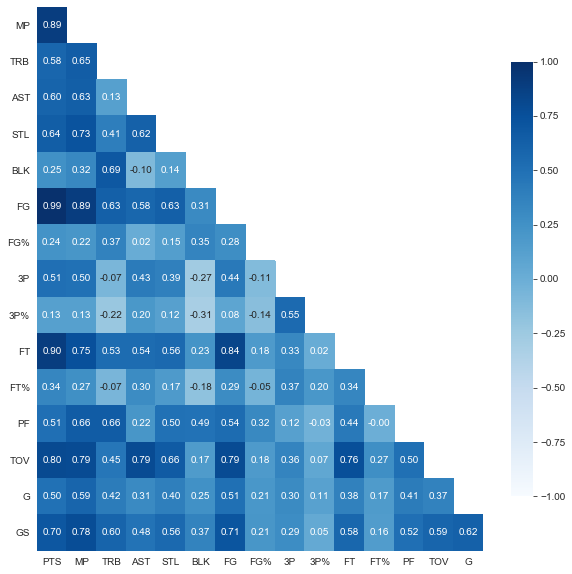 MP 0.89
TRB 0.58 0.65
1.00
AST 0.60 0.63 0.13
0.75
STL 0.64 0.73 0.41 0.62
BLK 0.25 0.32 0.69 -0.10 0.14
0.50
FG 0.99 0.89 0.63 0.58 0.63 0.31
0.25
FG% 0.24 0.22 0.37 0.02 0.15 0.35 0.28
3P 0.51 0.50 -0.07 0.43 0.39 -0.27 0.44 -0.11
0.00
3P% 0.13 0.13 -0.22 0.20 0.12 -0.31 0.08 -0.14 0.55
-0.25
FT 0.90 0.75 0.53 0.54 0.56 0.23 0.84 0.18 0.33 0.02
FT% 0.34 0.27 -0.07 0.30 0.17 -0.18 0.29 -0.05 0.37 0.20 0.34
-0.50
PF 0.51 0.66 0.66 0.22 0.50 0.49 0.54 0.32 0.12 -0.03 0.44 -0.00
-0.75
TOV 0.80 0.79 0.45 0.79 0.66 0.17 0.79 0.18 0.36 0.07 0.76 0.27 0.50
G 0.50 0.59 0.42 0.31 0.40 0.25 0.51 0.21 0.30 0.11 0.38 0.17 0.41 0.37
-1.00
GS 0.70 0.78 0.60 0.48 0.56 0.37 0.71 0.21 0.29 0.05 0.58 0.16 0.52 0.59 0.62
PTS MP TRB AST STL BLK FG FG% 3P 3P% FT FT% PF TOV G